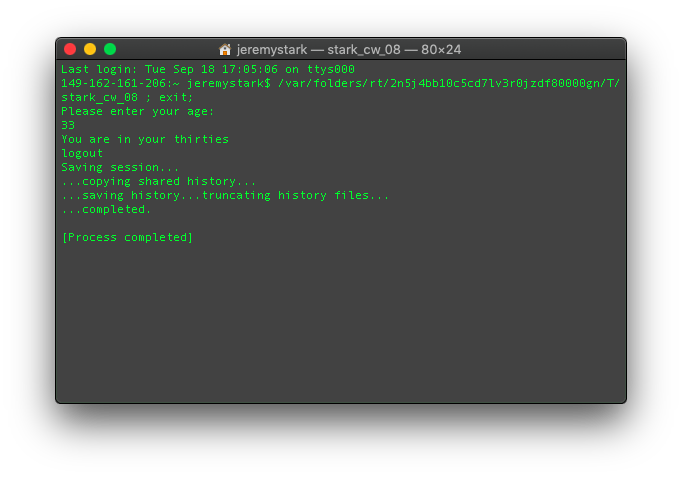 jeremystark — stark_cw_08 — 80×24
Last login: Tue Sep 18 17:05:06 on ttys000
149-162-161-206:~ jeremystark$ /var/folders/rt/2n5j4bb10c5cd7lv3r0jzdf80000gn/T/
stark_cw_08 ; exit;
Please enter your age:
33
You are in your thirties
logout
Saving session...
...copying shared history...
...saving history...truncating history files...
...completed.
[Process completed]